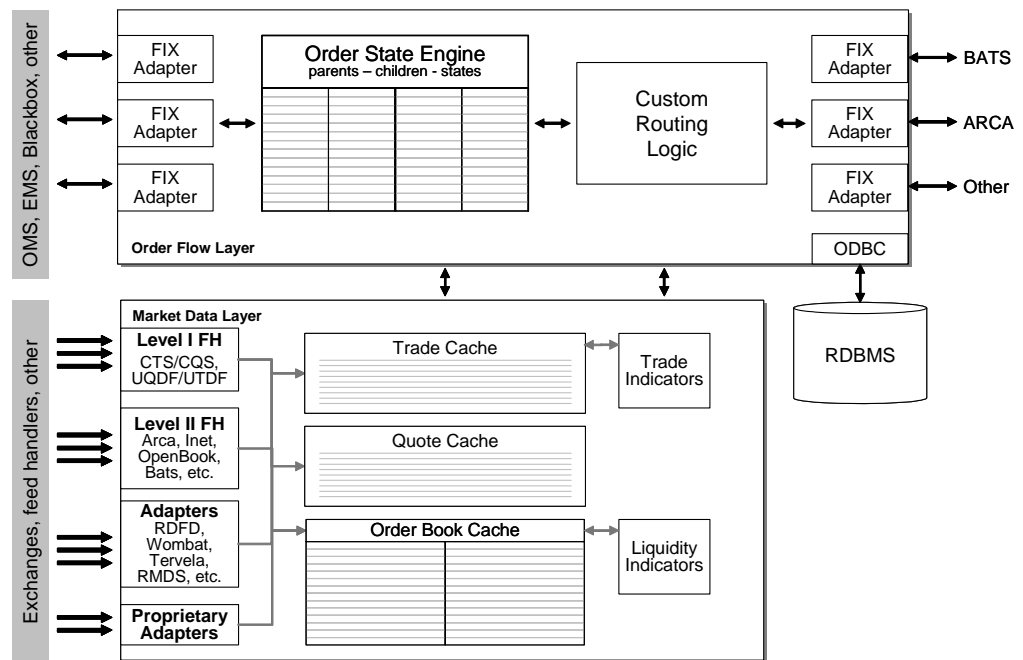 OMS, EMS, Blackbox, other
FIX
Adapter
FIX
Adapter
FIX
Adapter
Order State Engine
parents – children - states
Custom
Routing
Logic
FIX
Adapter
FIX
Adapter
FIX
Adapter
BATS
ARCA
Other
Order Flow Layer
ODBC
RDBMS
Exchanges, feed handlers, other
Market Data Layer
Level I FH
CTS/CQS,
UQDF/UTDF
Level II FH
Arca, Inet,
OpenBook,
Bats, etc.
Adapters
RDFD,
Wombat,
Tervela,
RMDS, etc.
Proprietary
Adapters
Trade Cache
Quote Cache
Order Book Cache
Trade
Indicators
Liquidity
Indicators